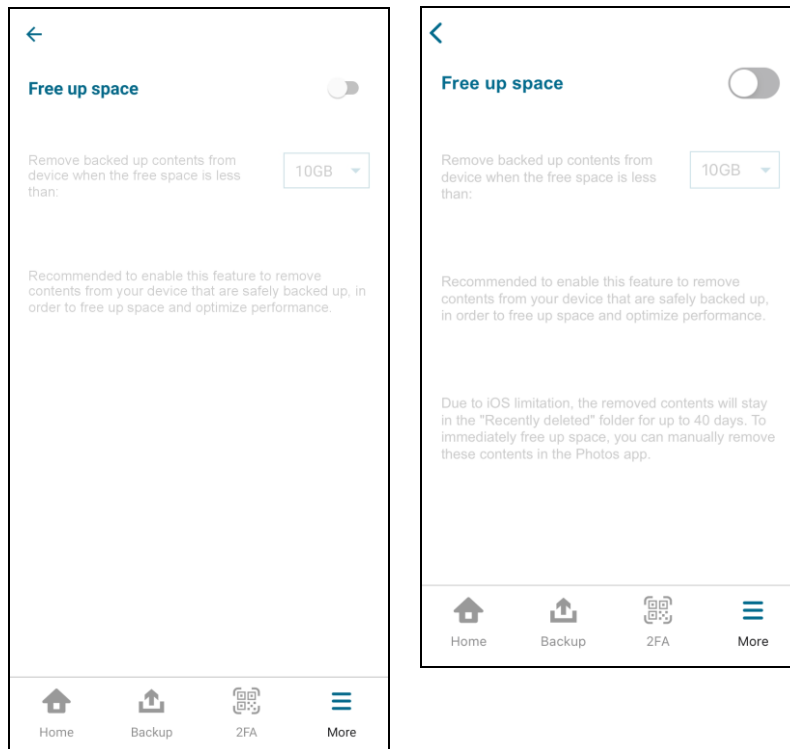 Free up space
Remove backed up contents from
device when the free space is less
than:
10GB
Recommended to enable this feature to remove
contents from your device that are safely backed up, in
order to free up space and optimize performance.
Home Backup 2FA More
Free up space
Remove backed up contents from
device when the free space is less
than:
10GB
Recommended to enable this feature to remove
contents from your device that are safely backed up,
in order to free up space and optimize performance.
Due to iOS limitation, the removed contents will stay
in the "Recently deleted" folder for up to 40 days. To
immediately free up space, you can manually remove
these contents in the Photos app.
Home Backup 2FA More